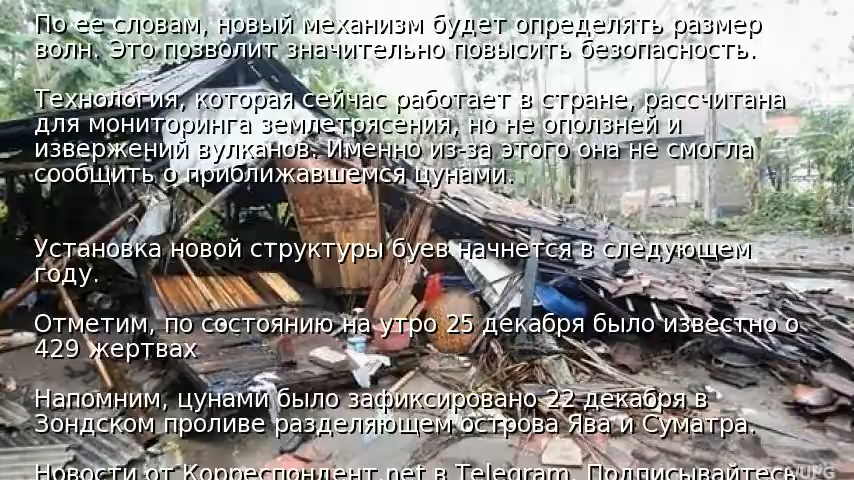 По ее словам, новый механизм будет определять размер
волн. Это позволит значительно повысить безопасность.
Технология, которая сейчас работает в стране, рассчитана
для мониторинга землетрясения, но не оползней и
извержений вулканов. Именно из-за этого она не смогла
сообщить о приближавшемся цунами.
Установка новой структуры буев начнется в следующем
году.
Отметим, по состоянию на утро 25 декабря было известно о
429 жертвах
Напомним, цунами было зафиксировано 22 декабря в
Зондском проливе разделяющем острова Ява и Суматра.
Новости от Корреспондент.net в Telegram. Подписывайтесь